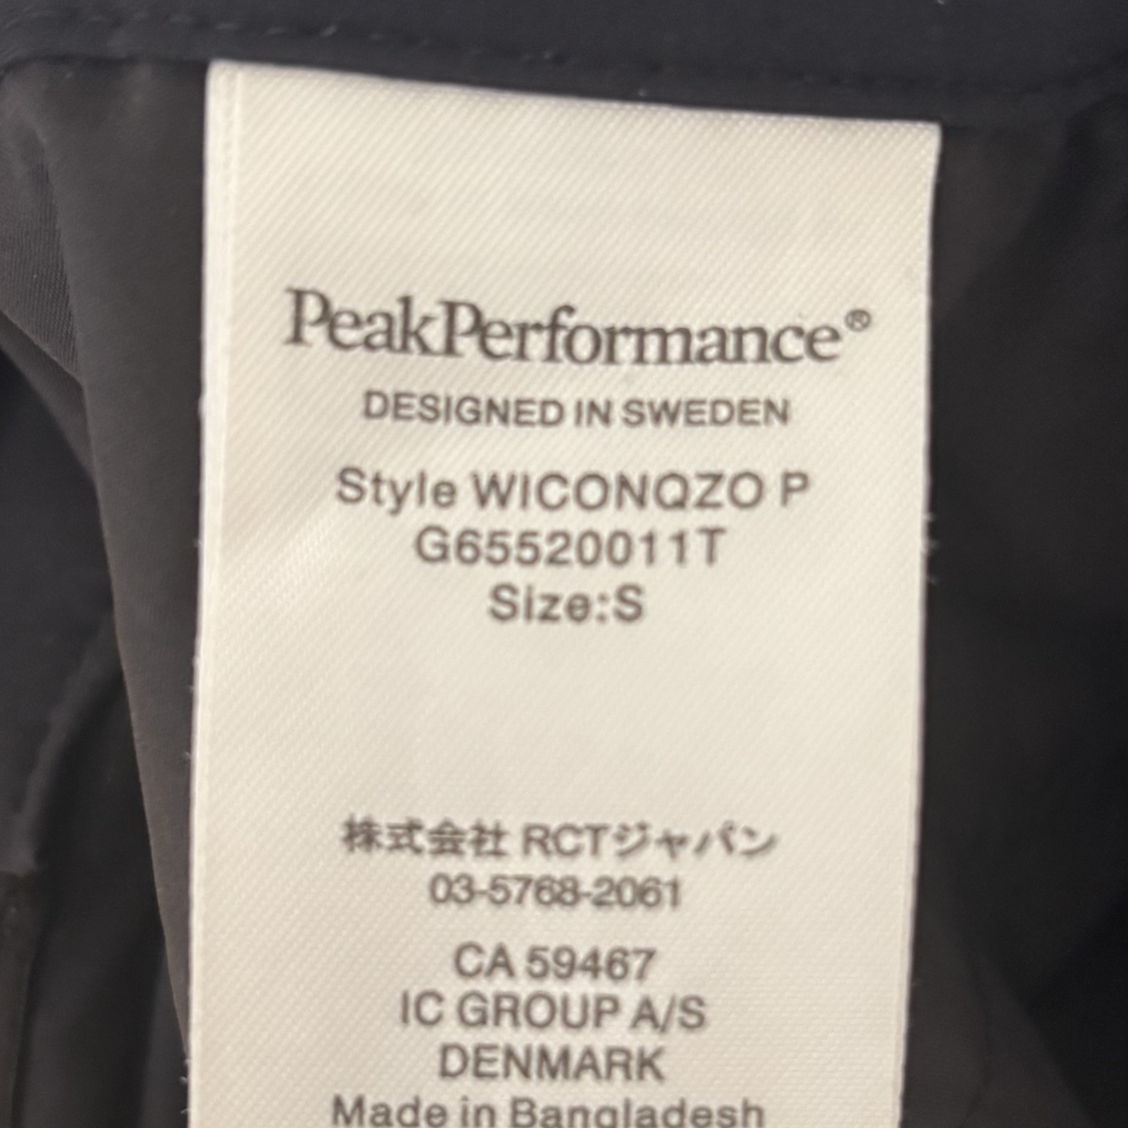 PeakPerformance®
DESIGNED IN SWEDEN
Style WICONQZO P
G65520011T
Size:S
株式会社 RCTジャパン
03-5768-2061
CA 59467
IC GROUP A/S
DENMARK
Made in Bangladesh